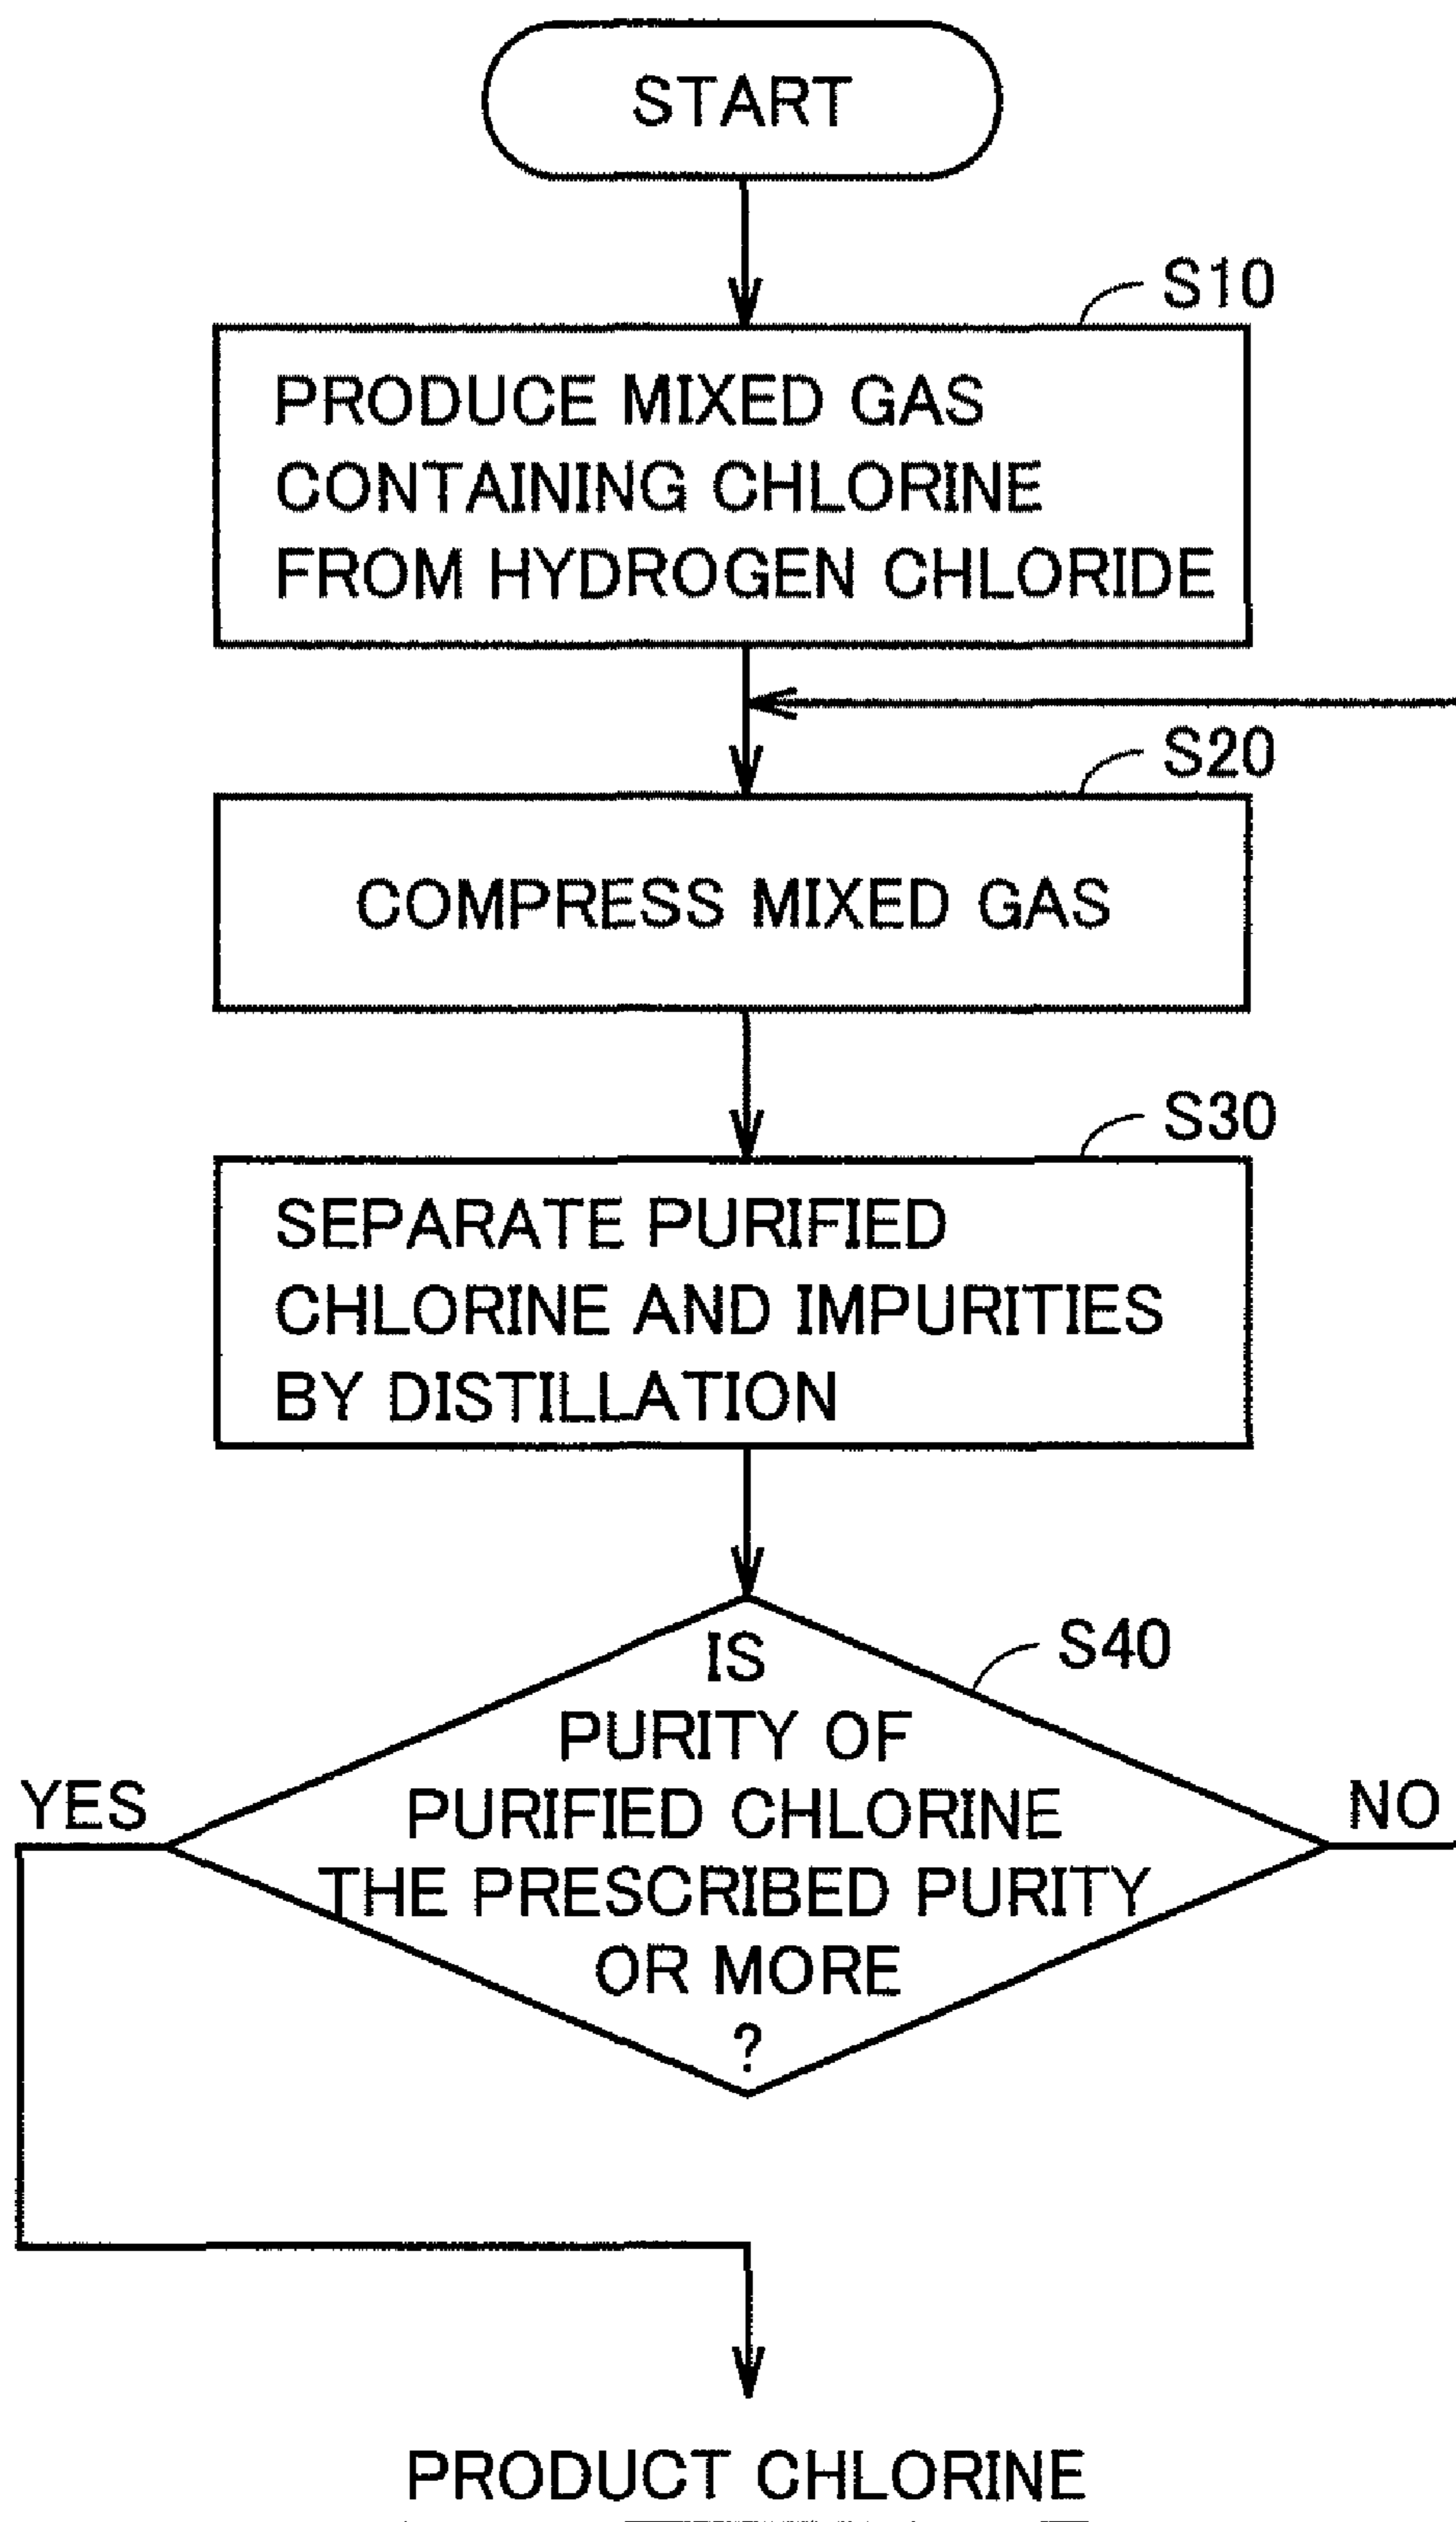 START
S10
PRODUCE MIXED GAS
CONTAINING CHLORINE
FROM HYDROGEN CHLORIDE
S20
COMPRESS MIXED GAS
S30
SEPARATE PURIFIED
CHLORINE AND IMPURITIES
BY DISTILLATION
S40
IS
PURITY OF
PURIFIED CHLORINE
THE PRESCRIBED PURITY
OR MORE
?
YES
NO
PRODUCT CHLORINE